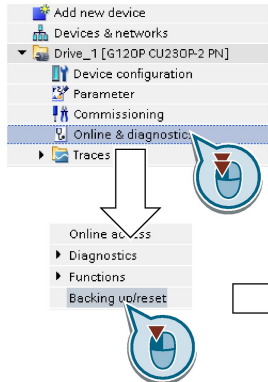 Add new device
Devices & networks
Drive_1 [G120P CU230P-2 PN]
Device configuration
Parameter
Commissioning
Online & diagnostics
Traces
Online access
Diagnostics
Functions
Backing up/reset